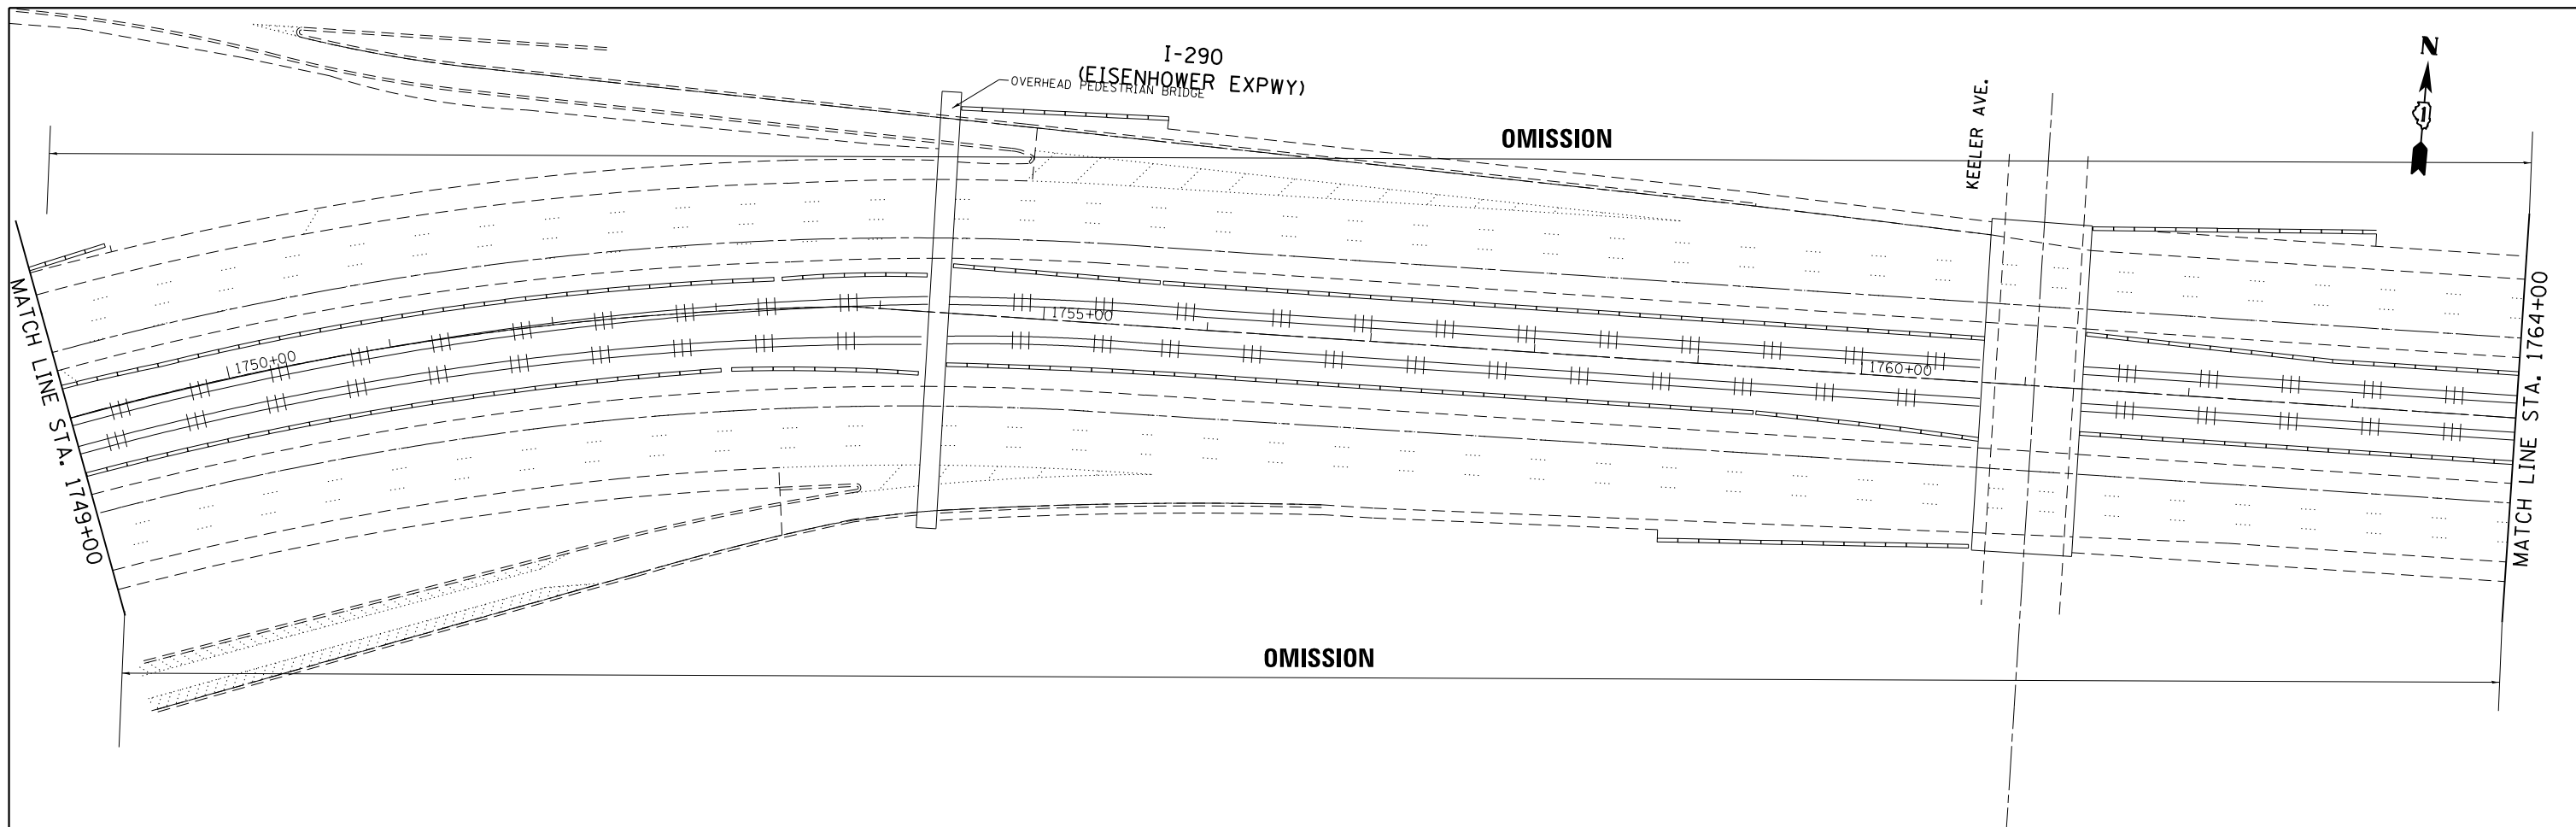 I-290
(EISENHOWER EXPWY)
OVERHEAD PEDESTRIAN BRIDGE
N
1
OMISSION
KEELER AVE.
MATCH LINE STA. 1749+00
1750+00
1755+00
1760+00
MATCH LINE STA. 1764+00
OMISSION